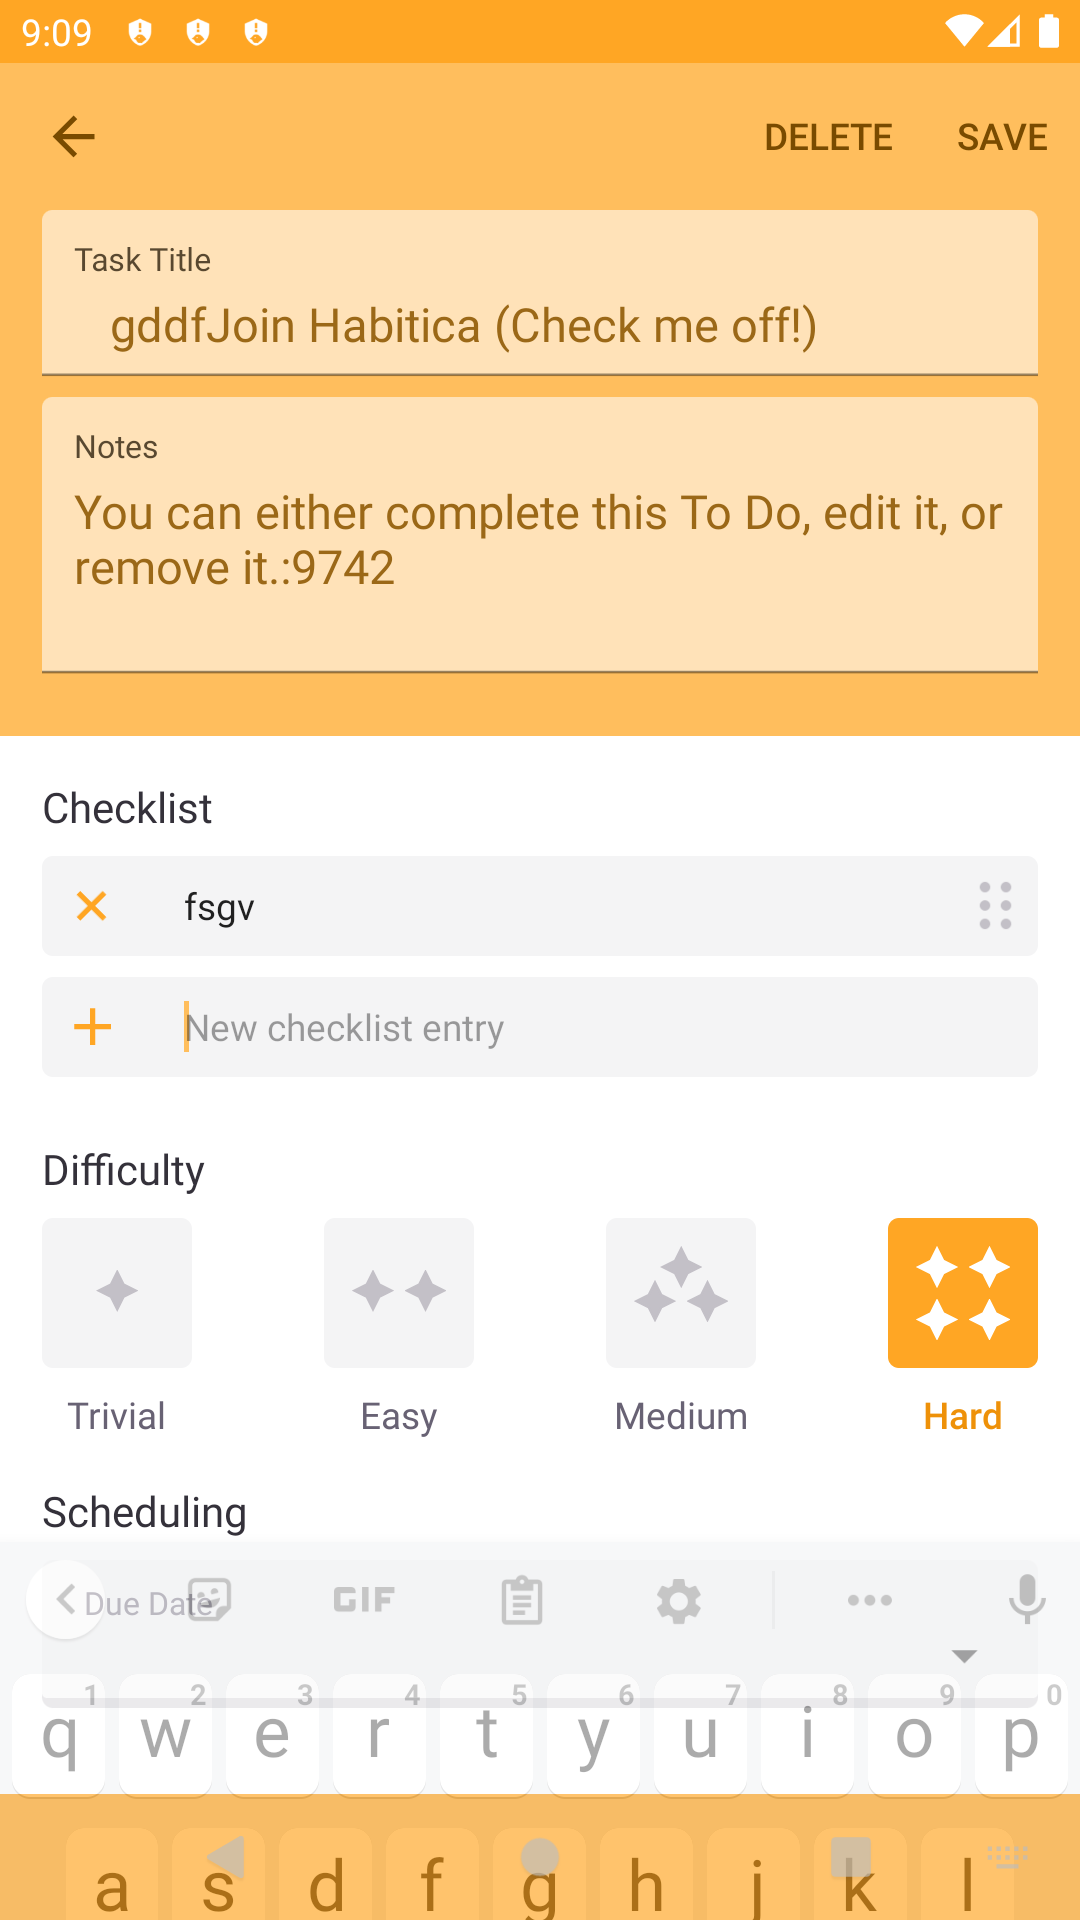 9:09
DELETE SAVE
Task Title
gddfJoin Habitica (Check me off!)
Notes
You can either complete this To Do, edit it, or
remove it.:9742
Checklist
fsgv
New checklist entry
Difficulty
Trivial Easy Medium Hard
Scheduling
Due Date GIF
1 2 3 4 5 6 7 8 9 0
q w e r t y u i o p
a s d f g h j k l